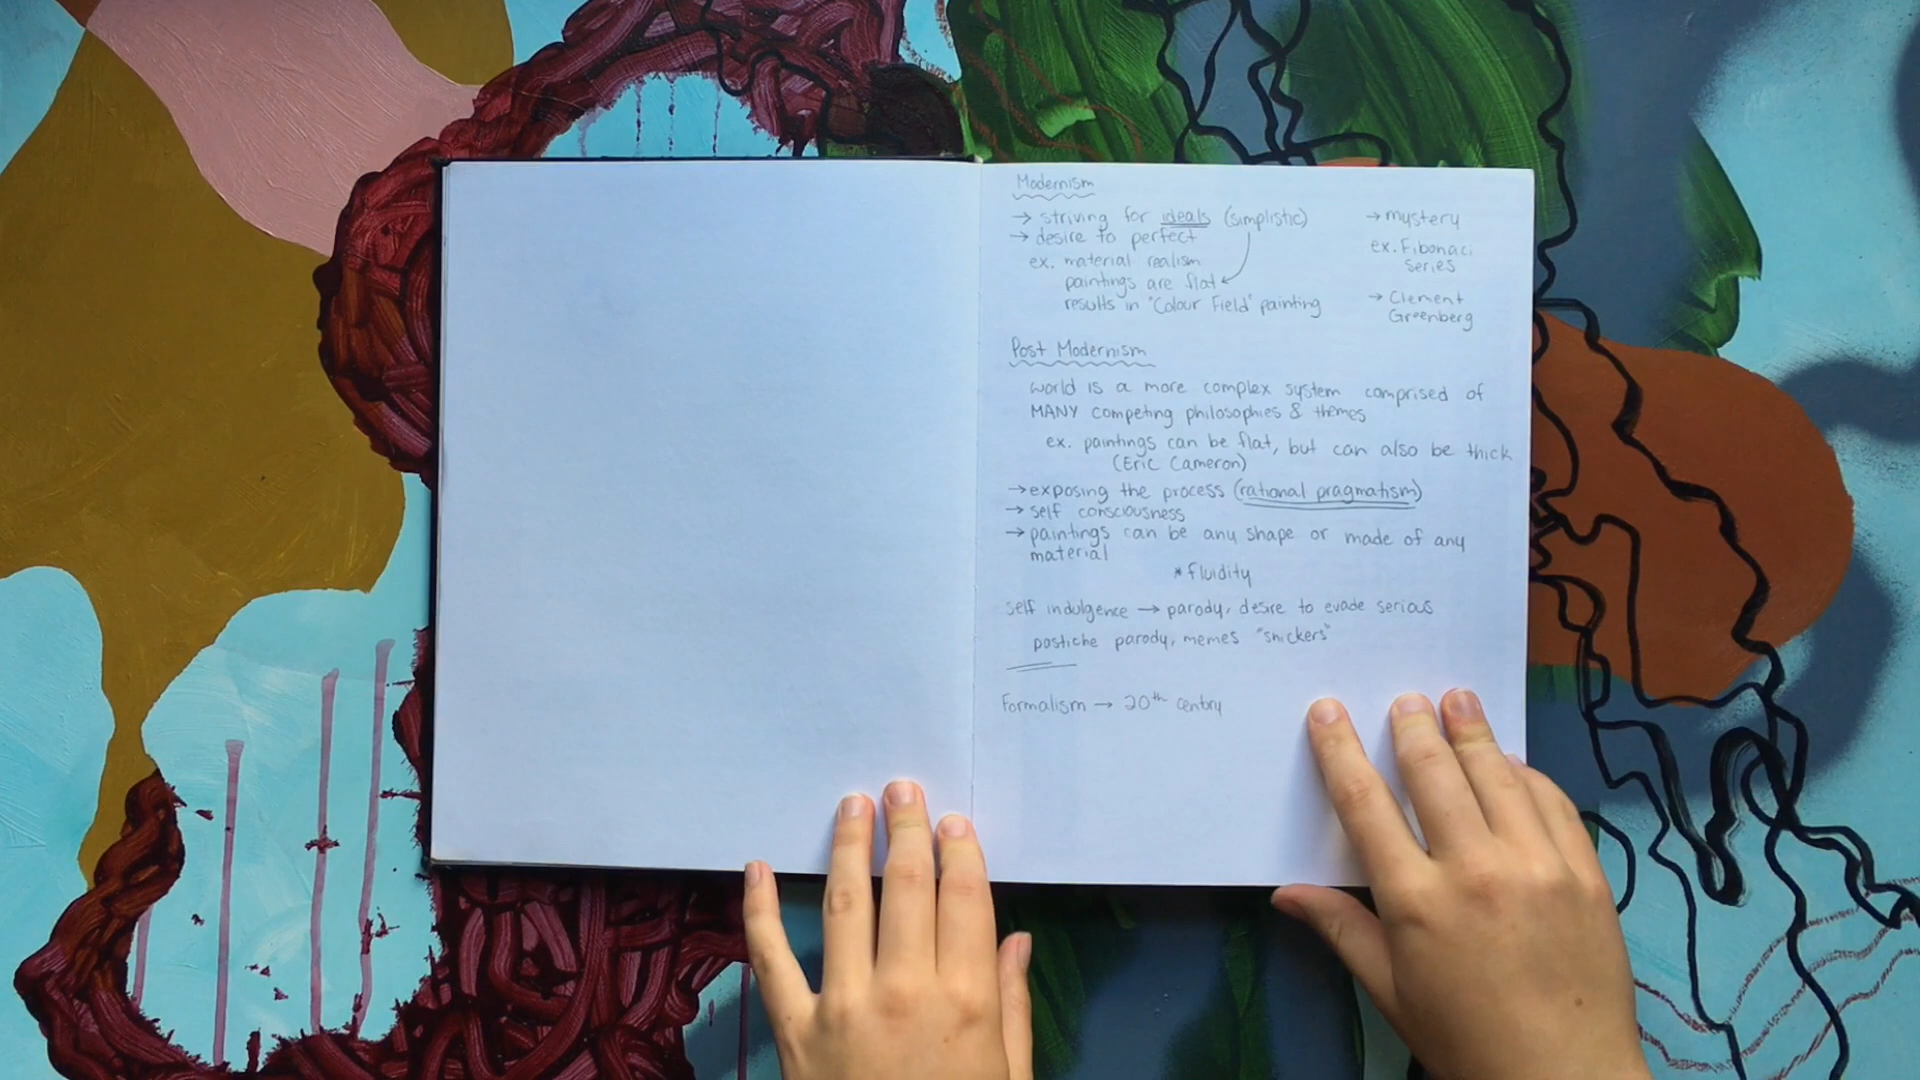 Modernism
→ striving for ideals (simplistic)
→ desire to perfect
ex. material realism
paintings are flat
results in "Colour Field" painting
→ mystery
ex. Fibonaci
Series
→ Clement
Greenberg
Post Modernism
world is a more complex system comprised of
MANY competing philosophies & themes
ex. paintings can be flat, but can also be thick
(Eric Cameron)
→ exposing the process (rational pragmatism)
→ self consciousness
→ paintings can be any shape or made of any
material
* fluidity
self indulgence → parody, desire to evade serious
pastiche parody, memes "snickers"
Formalism → 20th century